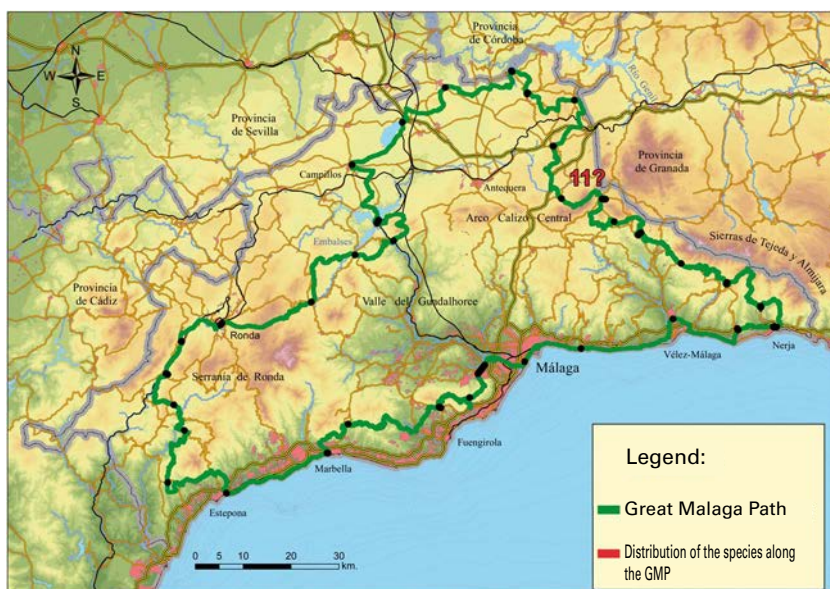 Provincia
de Córdoba
Río Genil
N
W E
S
Provincia
de Sevilla
Provincia
de Granada
Campillos
Antequera
11?
Arco Calizo Central
Sierras de Tejeda y Almijara
Embalses
Provincia
de Cádiz
Valle del Guadalhorce
Ronda
Serranía de Ronda
Vélez-Málaga
Nerja
Málaga
Fuengirola
Marbella
Estepona
0 5 10 20 30
km.
Legend:
Great Malaga Path
Distribution of the species along
the GMP